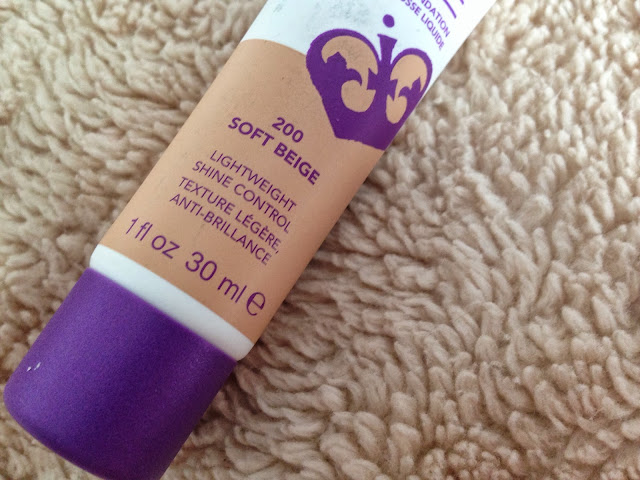 200
SOFT BEIGE
LIGHTWEIGHT
SHINE CONTROL
TEXTURE LÉGÈRE,
ANTI-BRILLANCE
1 fl oz 30 ml ℮